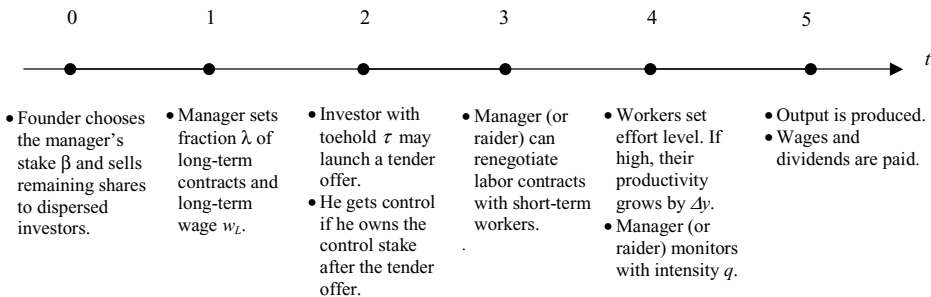 0 1 2 3 4 5
t
• Founder chooses
the manager's
stake β and sells
remaining shares
to dispersed
investors.
• Manager sets
fraction λ of
long-term
contracts and
long-term
wage w_L.
• Investor with
toehold τ may
launch a tender
offer.
• He gets control
if he owns the
control stake
after the tender
offer.
• Manager (or
raider) can
renegotiate
labor contracts
with short-term
workers.
.
• Workers set
effort level. If
high, their
productivity
grows by Δy.
• Manager (or
raider) monitors
with intensity q.
• Output is produced.
• Wages and
dividends are paid.